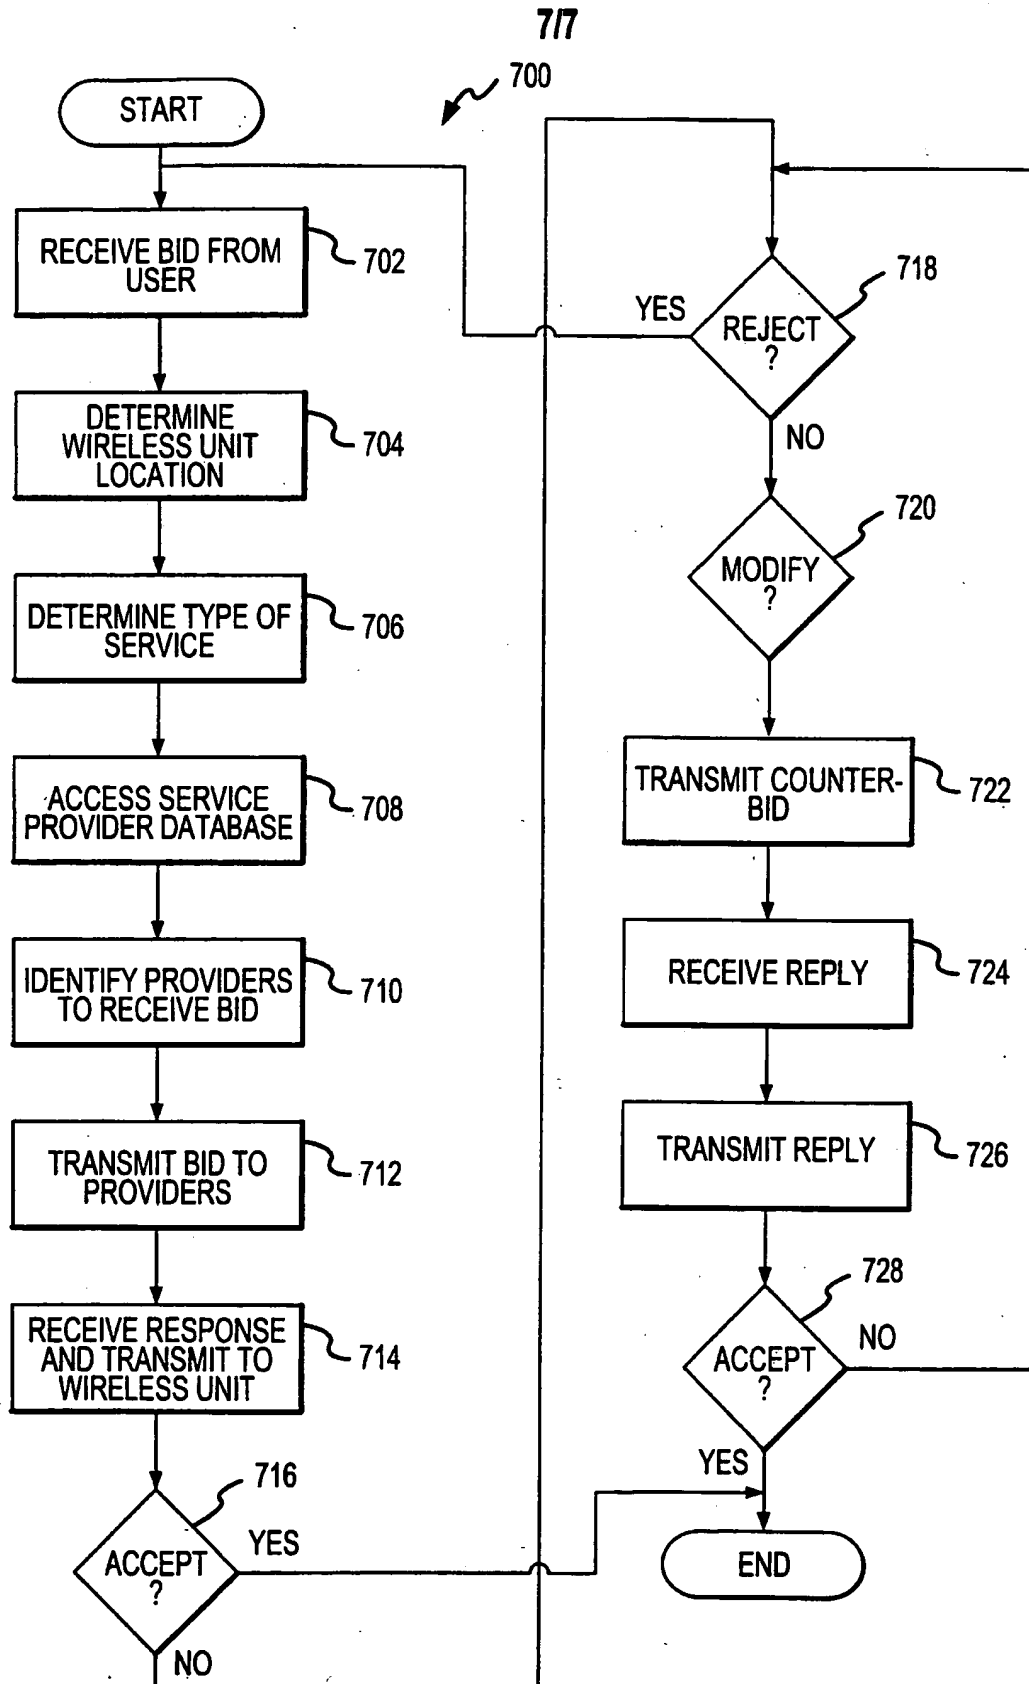 7/7
700
START
RECEIVE BID FROM
USER
702
DETERMINE
WIRELESS UNIT
LOCATION
704
DETERMINE TYPE OF
SERVICE
706
ACCESS SERVICE
PROVIDER DATABASE
708
IDENTIFY PROVIDERS
TO RECEIVE BID
710
TRANSMIT BID TO
PROVIDERS
712
RECEIVE RESPONSE
AND TRANSMIT TO
WIRELESS UNIT
714
716
ACCEPT
?
YES
NO
718
REJECT
?
YES
NO
720
MODIFY
?
TRANSMIT COUNTER-
BID
722
RECEIVE REPLY
724
TRANSMIT REPLY
726
728
ACCEPT
?
NO
YES
END